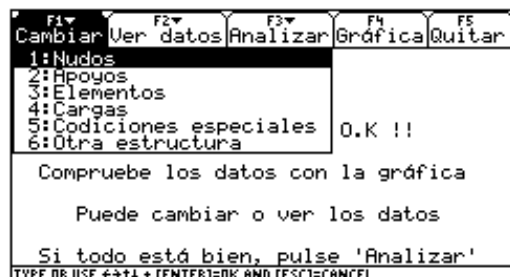 F1▾ F2▾ F3▾ F4 F5
Cambiar Ver datos Analizar Gráfica Quitar
1:Nudos
2:Apoyos
3:Elementos
4:Cargas
5:Codiciones especiales O.K !!
6:Otra estructura
Compruebe los datos con la gráfica
Puede cambiar o ver los datos
Si todo está bien, pulse 'Analizar'
TYPE OR USE ←→↑↓ + [ENTER]=OK AND [ESC]=CANCEL